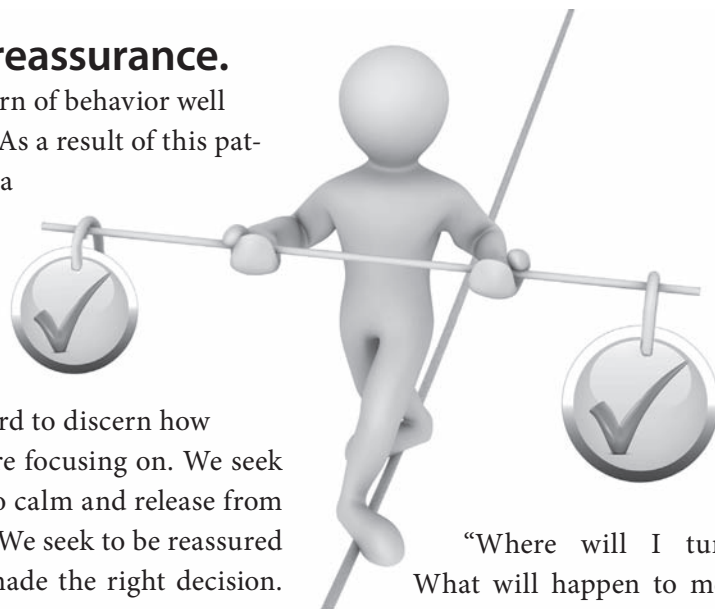 reassurance.
rn of behavior well
As a result of this pat-
a
rd to discern how
re focusing on. We seek
o calm and release from
We seek to be reassured
nade the right decision.
“Where will I tur
What will happen to m